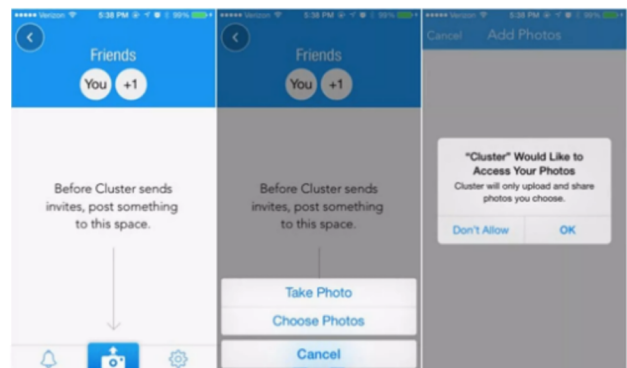 Verizon 5:38 PM 99%
Friends
You +1
Before Cluster sends
invites, post something
to this space.
Verizon 5:38 PM 99%
Friends
You +1
Before Cluster sends
invites, post something
to this space.
Take Photo
Choose Photos
Cancel
Verizon 5:38 PM 99%
Cancel Add Photos
"Cluster" Would Like to
Access Your Photos
Cluster will only upload and share
photos you choose.
Don't Allow OK